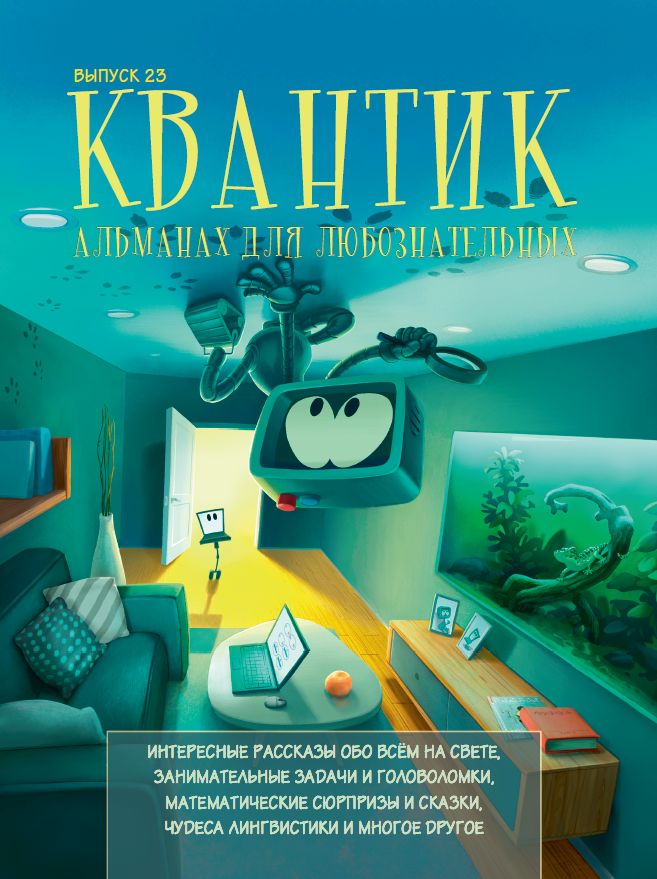 ВЫПУСК 23
КВАНТИК
АЛЬМАНАХ ДЛЯ ЛЮБОЗНАТЕЛЬНЫХ
ИНТЕРЕСНЫЕ РАССКАЗЫ ОБО ВСЁМ НА СВЕТЕ,
ЗАНИМАТЕЛЬНЫЕ ЗАДАЧИ И ГОЛОВОЛОМКИ,
МАТЕМАТИЧЕСКИЕ СЮРПРИЗЫ И СКАЗКИ,
ЧУДЕСА ЛИНГВИСТИКИ И МНОГОЕ ДРУГОЕ